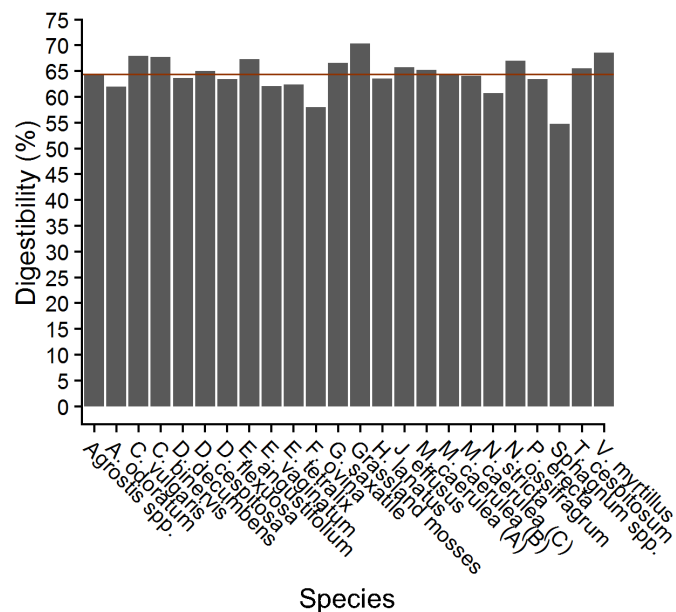 75
70
65
60
55
50
45
40
35
30
25
20
15
10
5
0
Digestibility (%)
Agrostis spp.
A. odoratum
C. vulgaris
C. binervis
D. decumbens
D. cespitosa
D. flexuosa
E. angustifolium
E. vaginatum
E. tetralix
F. ovina
G. saxatile
Grassland mosses
H. lanatus
J. effusus
M. caerulea (A)
M. caerulea (B)
M. caerulea (C)
N. stricta
N. ossifragrum
P. erecta
Sphagnum spp.
T. cespitosum
V. myrtillus
Species